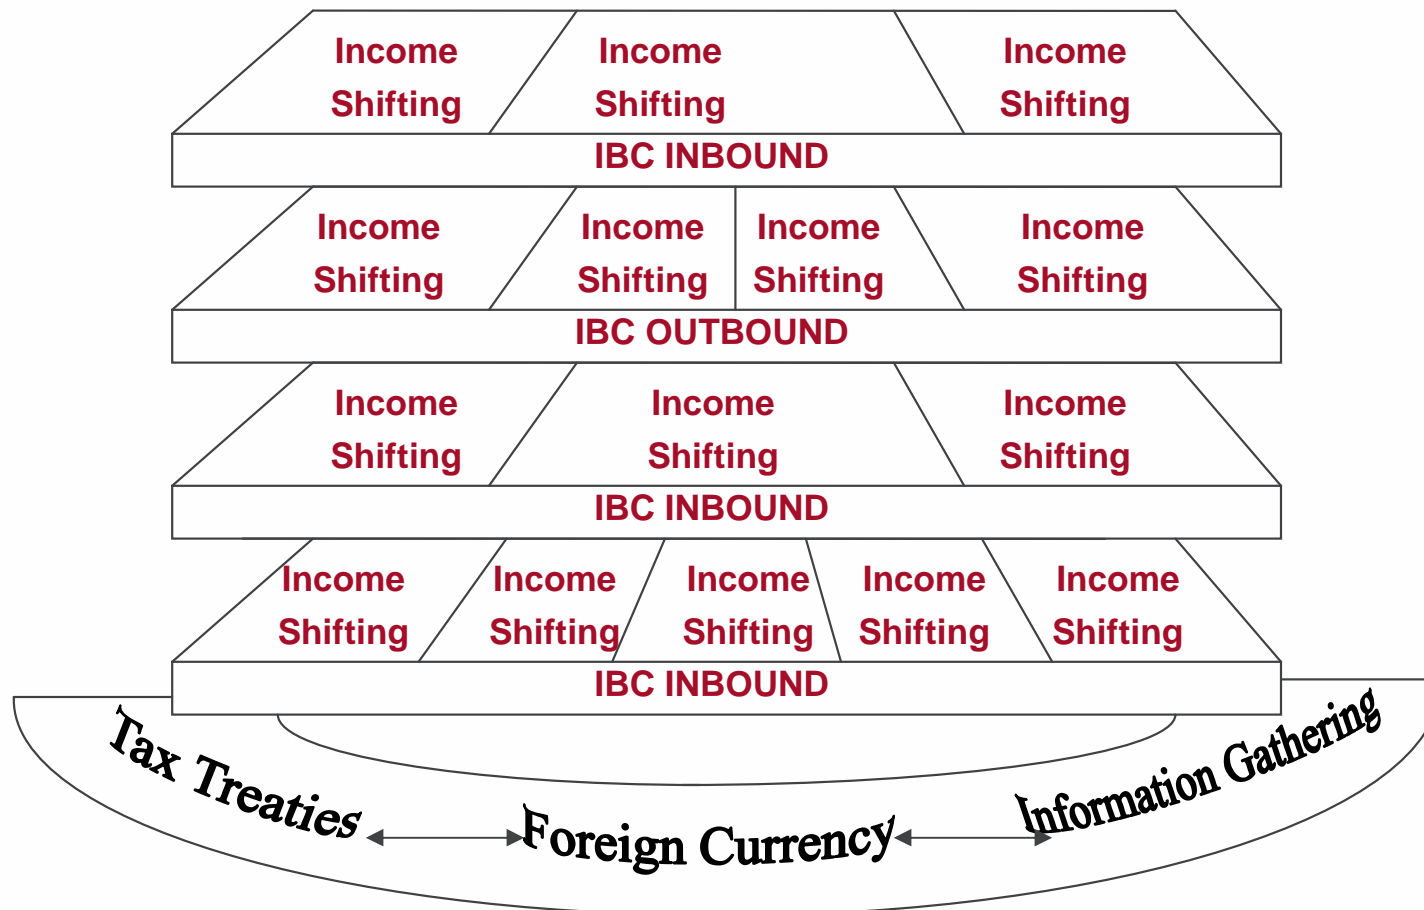 Income Income Income
Shifting Shifting Shifting
IBC INBOUND
Income Income Income Income
Shifting Shifting Shifting Shifting
IBC OUTBOUND
Income Income Income
Shifting Shifting Shifting
IBC INBOUND
Income Income Income Income Income
Shifting Shifting Shifting Shifting Shifting
IBC INBOUND
Tax Treaties
Foreign Currency
Information Gathering